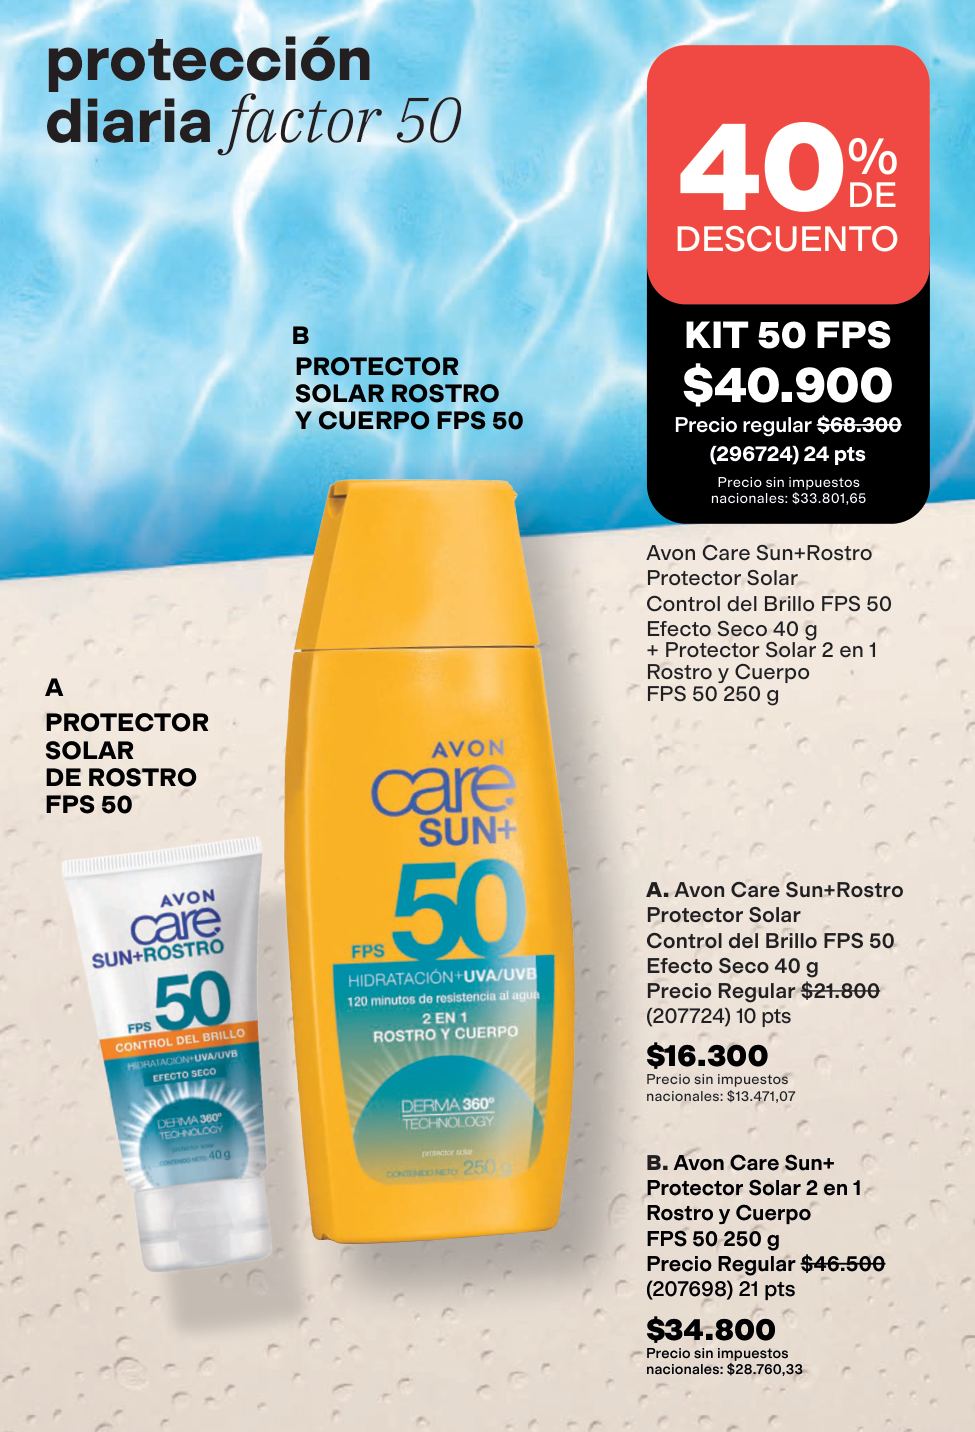 protección
diaria factor 50
40%
DE
DESCUENTO
KIT 50 FPS
$40.900
Precio regular $68.300
(296724) 24 pts
Precio sin impuestos
nacionales: $33.801,65
B
PROTECTOR
SOLAR ROSTRO
Y CUERPO FPS 50
Avon Care Sun+Rostro
Protector Solar
Control del Brillo FPS 50
Efecto Seco 40 g
+ Protector Solar 2 en 1
Rostro y Cuerpo
FPS 50 250 g
A
PROTECTOR
SOLAR
DE ROSTRO
FPS 50
AVON
care
SUN+
FPS 50
HIDRATACIÓN+UVA/UVB
120 minutos de resistencia al agua
2 EN 1
ROSTRO Y CUERPO
DERMA 360°
TECHNOLOGY
protector solar
CONTENIDO NETO: 250 g
AVON
care
SUN+ROSTRO
FPS 50
CONTROL DEL BRILLO
HIDRATACIÓN+UVA/UVB
EFECTO SECO
DERMA 360°
TECHNOLOGY
protector solar
CONTENIDO NETO: 40 g
A. Avon Care Sun+Rostro
Protector Solar
Control del Brillo FPS 50
Efecto Seco 40 g
Precio Regular $21.800
(207724) 10 pts
$16.300
Precio sin impuestos
nacionales: $13.471,07
B. Avon Care Sun+
Protector Solar 2 en 1
Rostro y Cuerpo
FPS 50 250 g
Precio Regular $46.500
(207698) 21 pts
$34.800
Precio sin impuestos
nacionales: $28.760,33